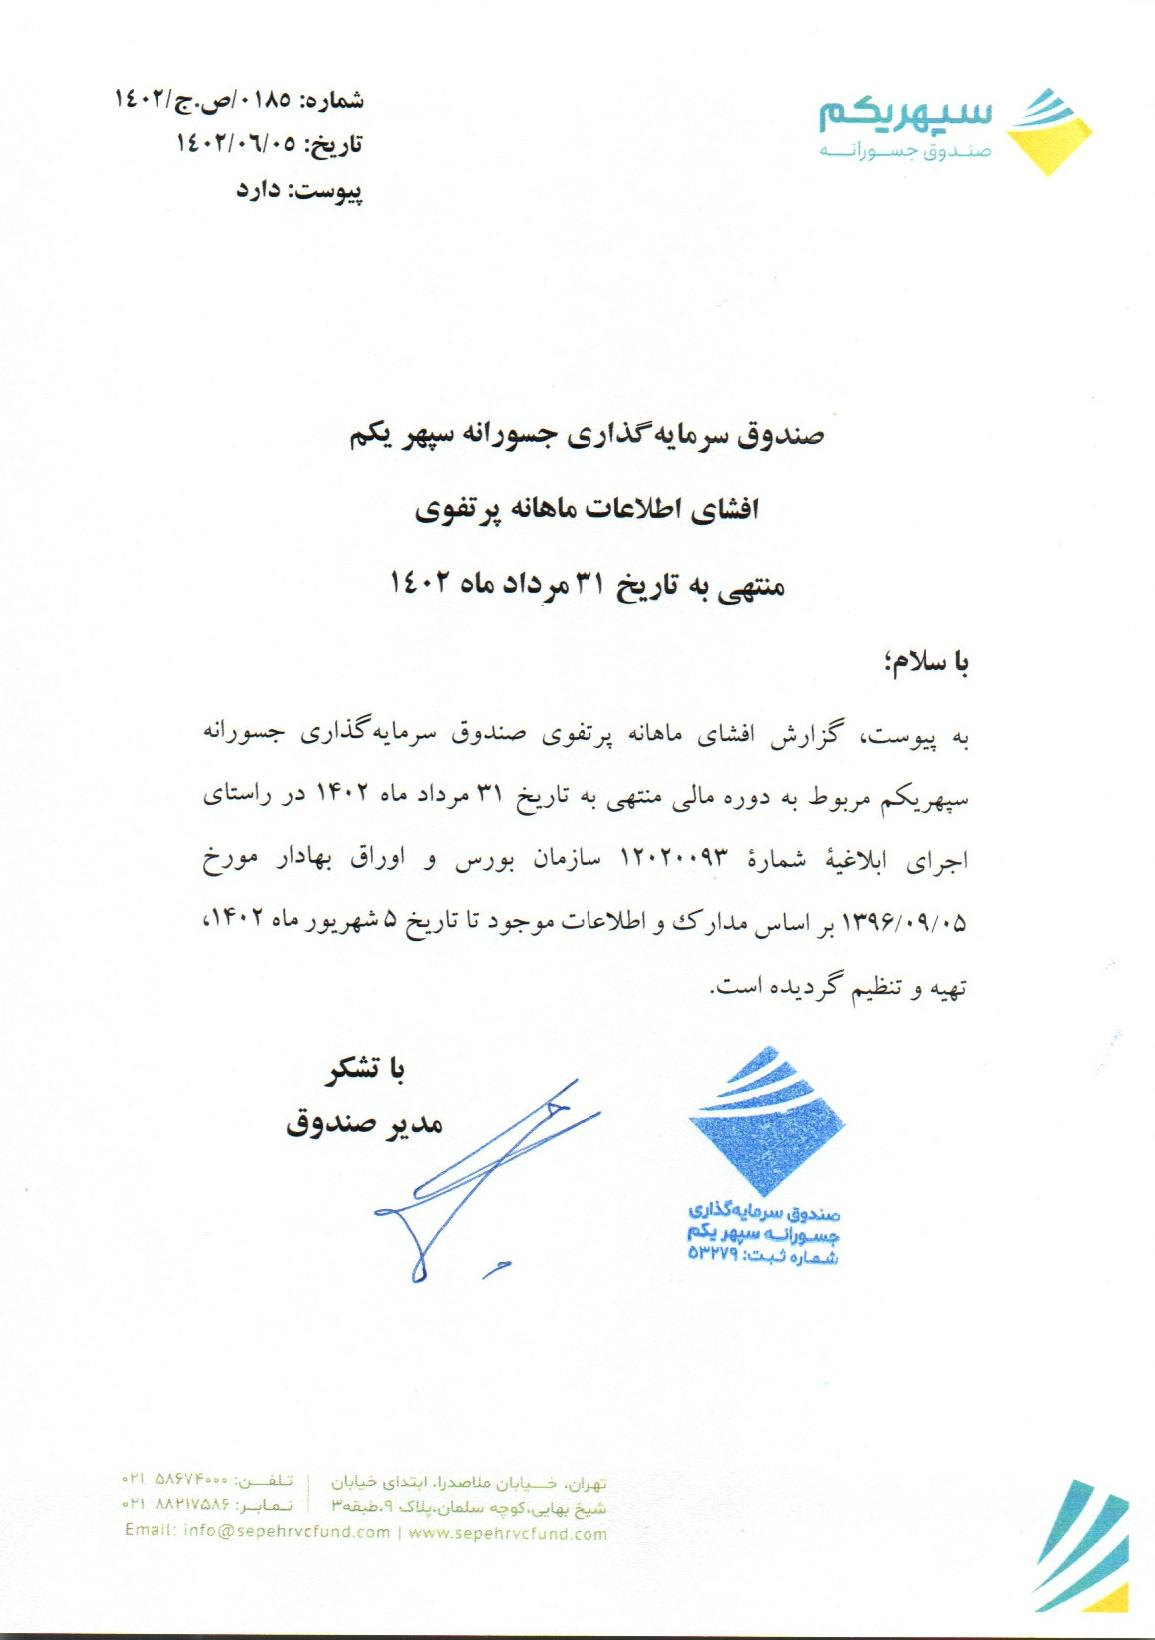 سپهریکم
صندوق جسورانه
شماره: ۰۱۸۵/ص.ج/۱۴۰۲
تاریخ: ۱۴۰۲/۰۶/۰۵
پیوست: دارد
صندوق سرمایه‌گذاری جسورانه سپهر یکم
افشای اطلاعات ماهانه پرتفوی
منتهی به تاریخ ۳۱ مرداد ماه ۱۴۰۲
با سلام؛
به پیوست، گزارش افشای ماهانه پرتفوی صندوق سرمایه‌گذاری جسورانه
سپهریکم مربوط به دوره مالی منتهی به تاریخ ۳۱ مرداد ماه ۱۴۰۲ در راستای
اجرای ابلاغیۀ شمارۀ ۱۲۰۲۰۰۹۳ سازمان بورس و اوراق بهادار مورخ
۱۳۹۶/۰۹/۰۵ بر اساس مدارک و اطلاعات موجود تا تاریخ ۵ شهریور ماه ۱۴۰۲،
تهیه و تنظیم گردیده است.
با تشکر
مدیر صندوق
صندوق سرمایه‌گذاری
جسورانه سپهر یکم
شماره ثبت: ۵۳۲۷۹
تهران، خیابان ملاصدرا، ابتدای خیابان | تلفن: ۵۸۶۷۴۰۰۰ ۰۲۱
شیخ بهایی،کوچه سلمان،پلاک ۹،طبقه۳ | نمابر: ۸۸۲۱۷۵۸۶ ۰۲۱
Email: info@sepehrvcfund.com | www.sepehrvcfund.com